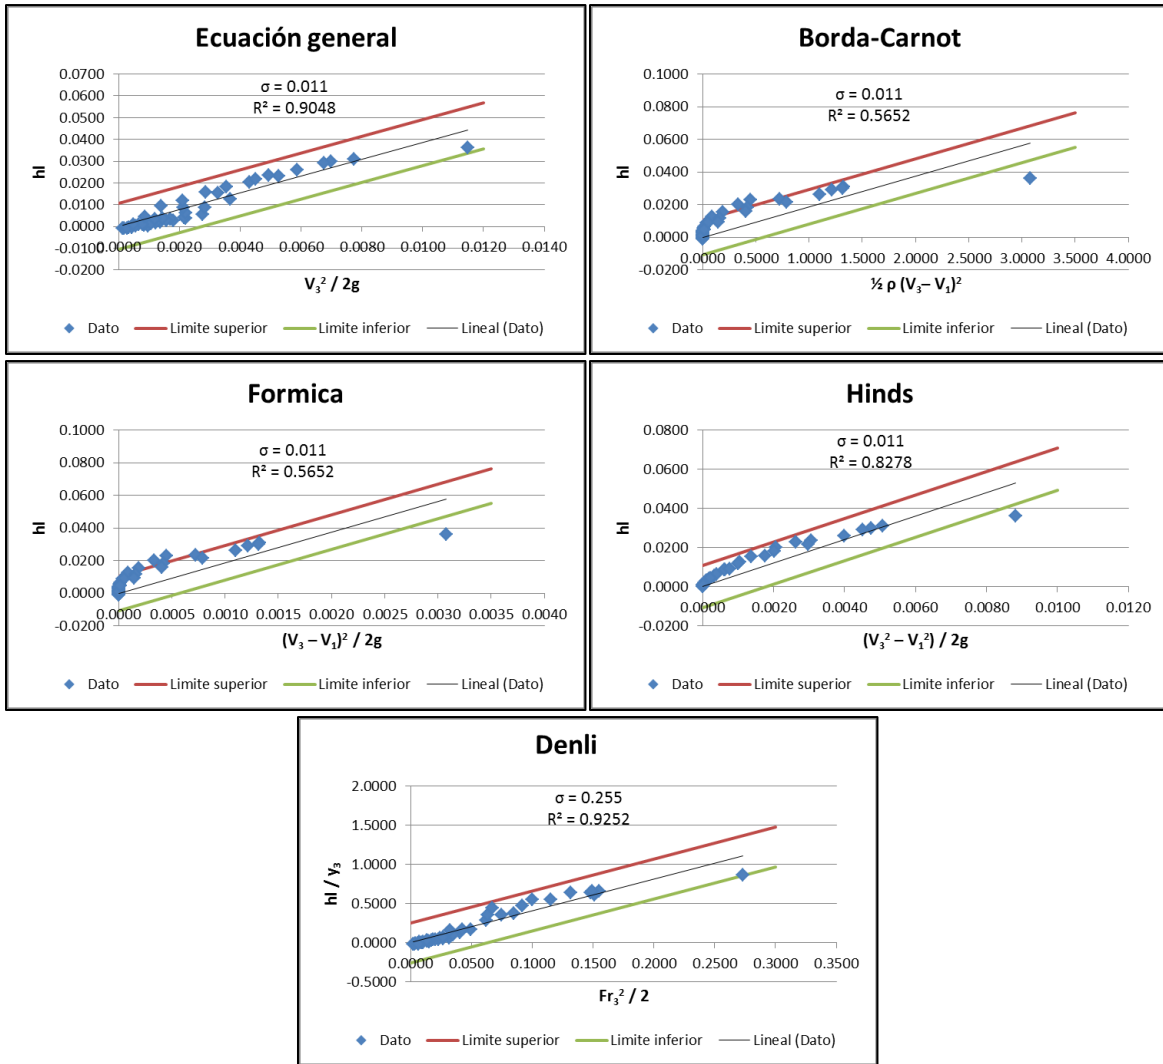 Ecuación general
σ = 0.011
R² = 0.9048
hl
0.0700
0.0600
0.0500
0.0400
0.0300
0.0200
0.0100
0.0000
-0.0100
-0.0200
0.0000 0.0020 0.0040 0.0060 0.0080 0.0100 0.0120 0.0140
V₃² / 2g
Dato Limite superior Limite inferior Lineal (Dato)
Borda-Carnot
σ = 0.011
R² = 0.5652
hl
0.1000
0.0800
0.0600
0.0400
0.0200
0.0000
-0.0200
0.0000 0.5000 1.0000 1.5000 2.0000 2.5000 3.0000 3.5000 4.0000
½ ρ (V₃– V₁)²
Dato Limite superior Limite inferior Lineal (Dato)
Formica
σ = 0.011
R² = 0.5652
hl
0.1000
0.0800
0.0600
0.0400
0.0200
0.0000
-0.0200
0.0000 0.0005 0.0010 0.0015 0.0020 0.0025 0.0030 0.0035 0.0040
(V₃ – V₁)² / 2g
Dato Limite superior Limite inferior Lineal (Dato)
Hinds
σ = 0.011
R² = 0.8278
hl
0.0800
0.0600
0.0400
0.0200
0.0000
-0.0200
0.0000 0.0020 0.0040 0.0060 0.0080 0.0100 0.0120
(V₃² – V₁²) / 2g
Dato Limite superior Limite inferior Lineal (Dato)
Denli
σ = 0.255
R² = 0.9252
hl / y₃
2.0000
1.5000
1.0000
0.5000
0.0000
-0.5000
0.0000 0.0500 0.1000 0.1500 0.2000 0.2500 0.3000 0.3500
Fr₃² / 2
Dato Limite superior Limite inferior Lineal (Dato)